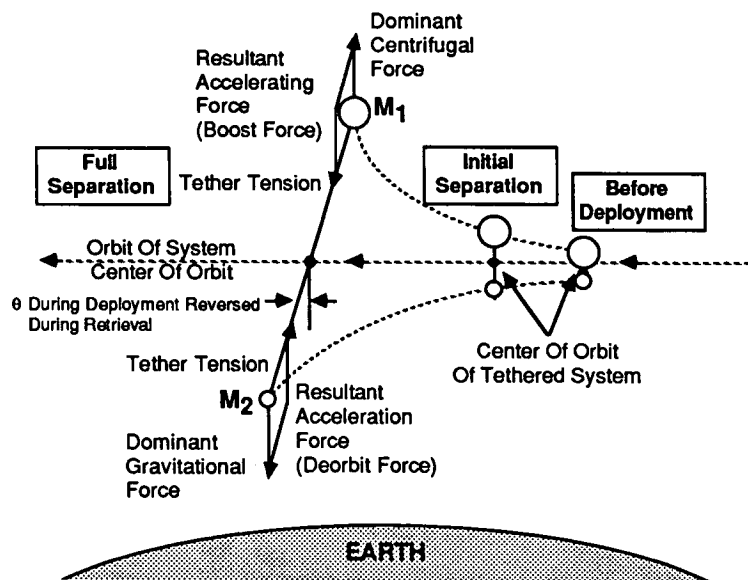 Dominant
Centrifugal
Force
Resultant
Accelerating
Force
(Boost Force)
M1
Full
Separation
Tether Tension
Initial
Separation
Before
Deployment
Orbit Of System
Center Of Orbit
θ During Deployment Reversed
During Retrieval
Tether Tension
Center Of Orbit
Of Tethered System
M2
Resultant
Acceleration
Force
(Deorbit Force)
Dominant
Gravitational
Force
EARTH